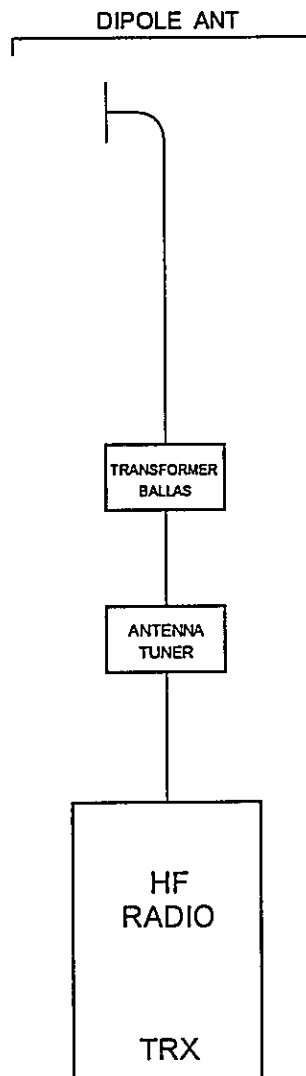 DIPOLE ANT
TRANSFORMER
BALLAS
ANTENNA
TUNER
HF
RADIO
TRX